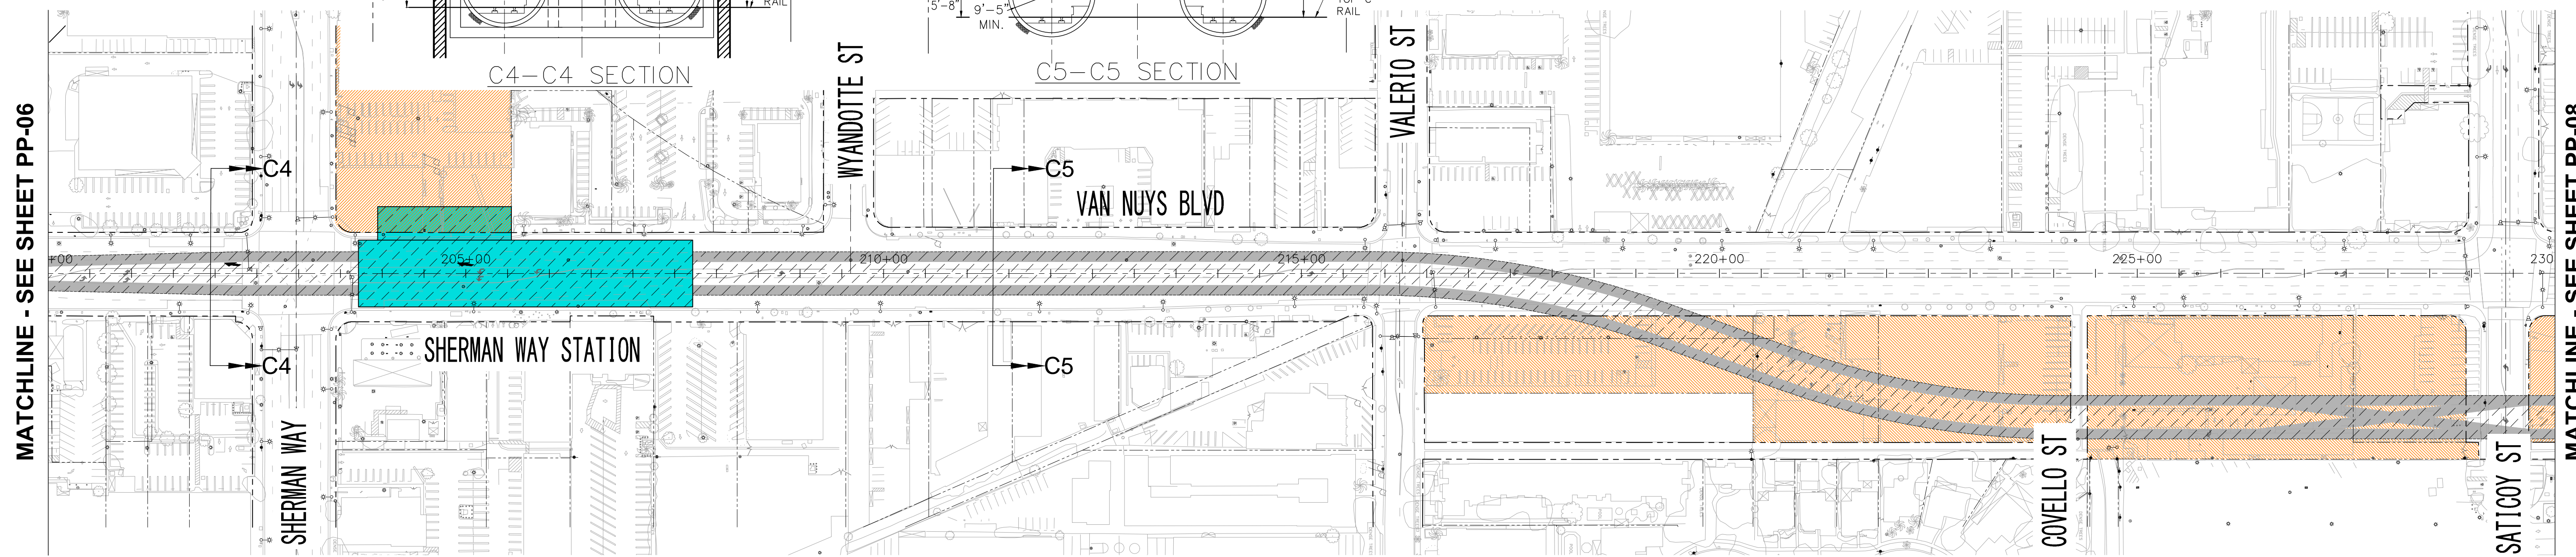 RAIL
5'-8"
9'-5"
MIN.
RAIL
C4-C4 SECTION
C5-C5 SECTION
WYANDOTTE ST
VALERIO ST
MATCHLINE - SEE SHEET PP-06
C4
C5
VAN NUYS BLVD
+00
205+00
210+00
215+00
220+00
225+00
230
SHERMAN WAY STATION
C4
C5
SHERMAN WAY
COVELLO ST
SATICOY ST
MATCHLINE - SEE SHEET PP-08